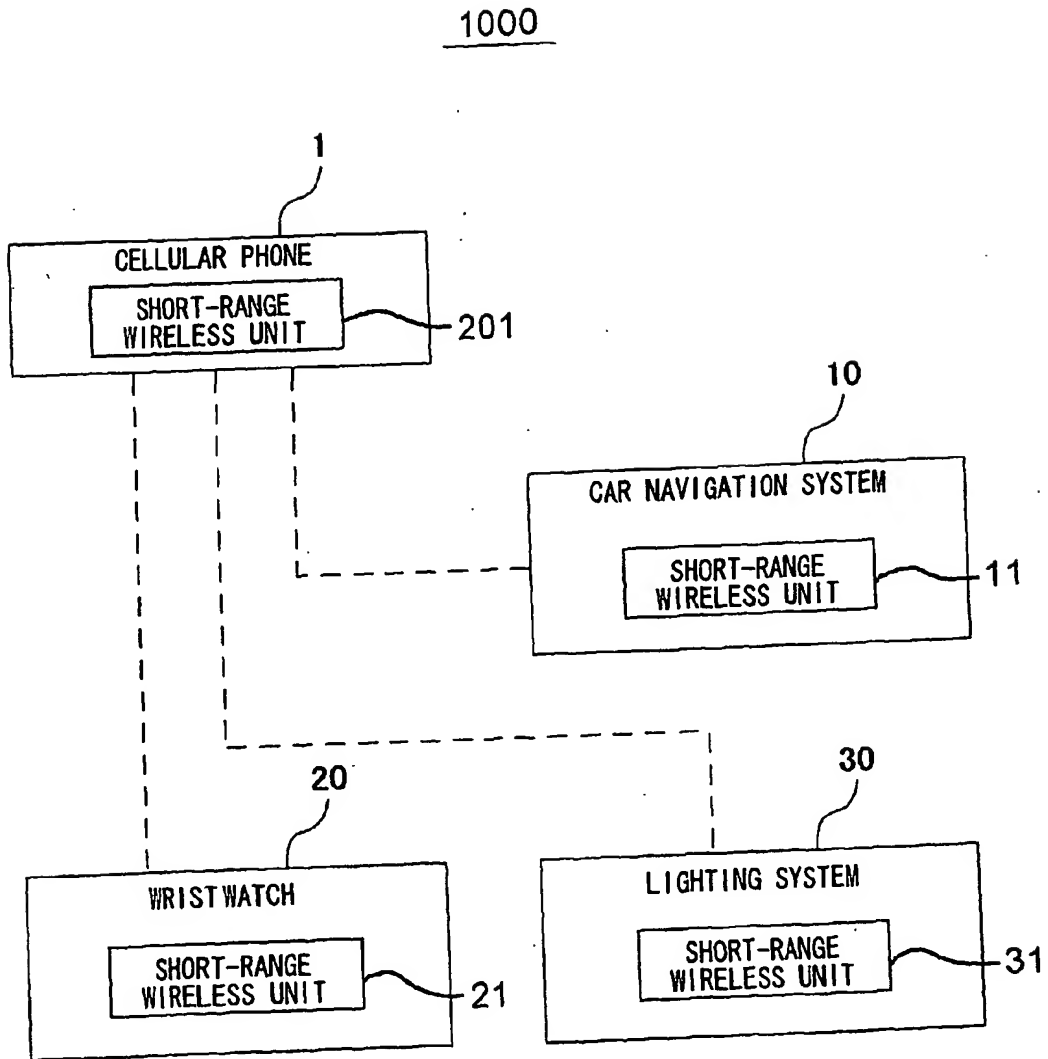 1000
1
CELLULAR PHONE
SHORT-RANGE
WIRELESS UNIT
201
10
CAR NAVIGATION SYSTEM
SHORT-RANGE
WIRELESS UNIT
11
20
WRISTWATCH
SHORT-RANGE
WIRELESS UNIT
21
30
LIGHTING SYSTEM
SHORT-RANGE
WIRELESS UNIT
31